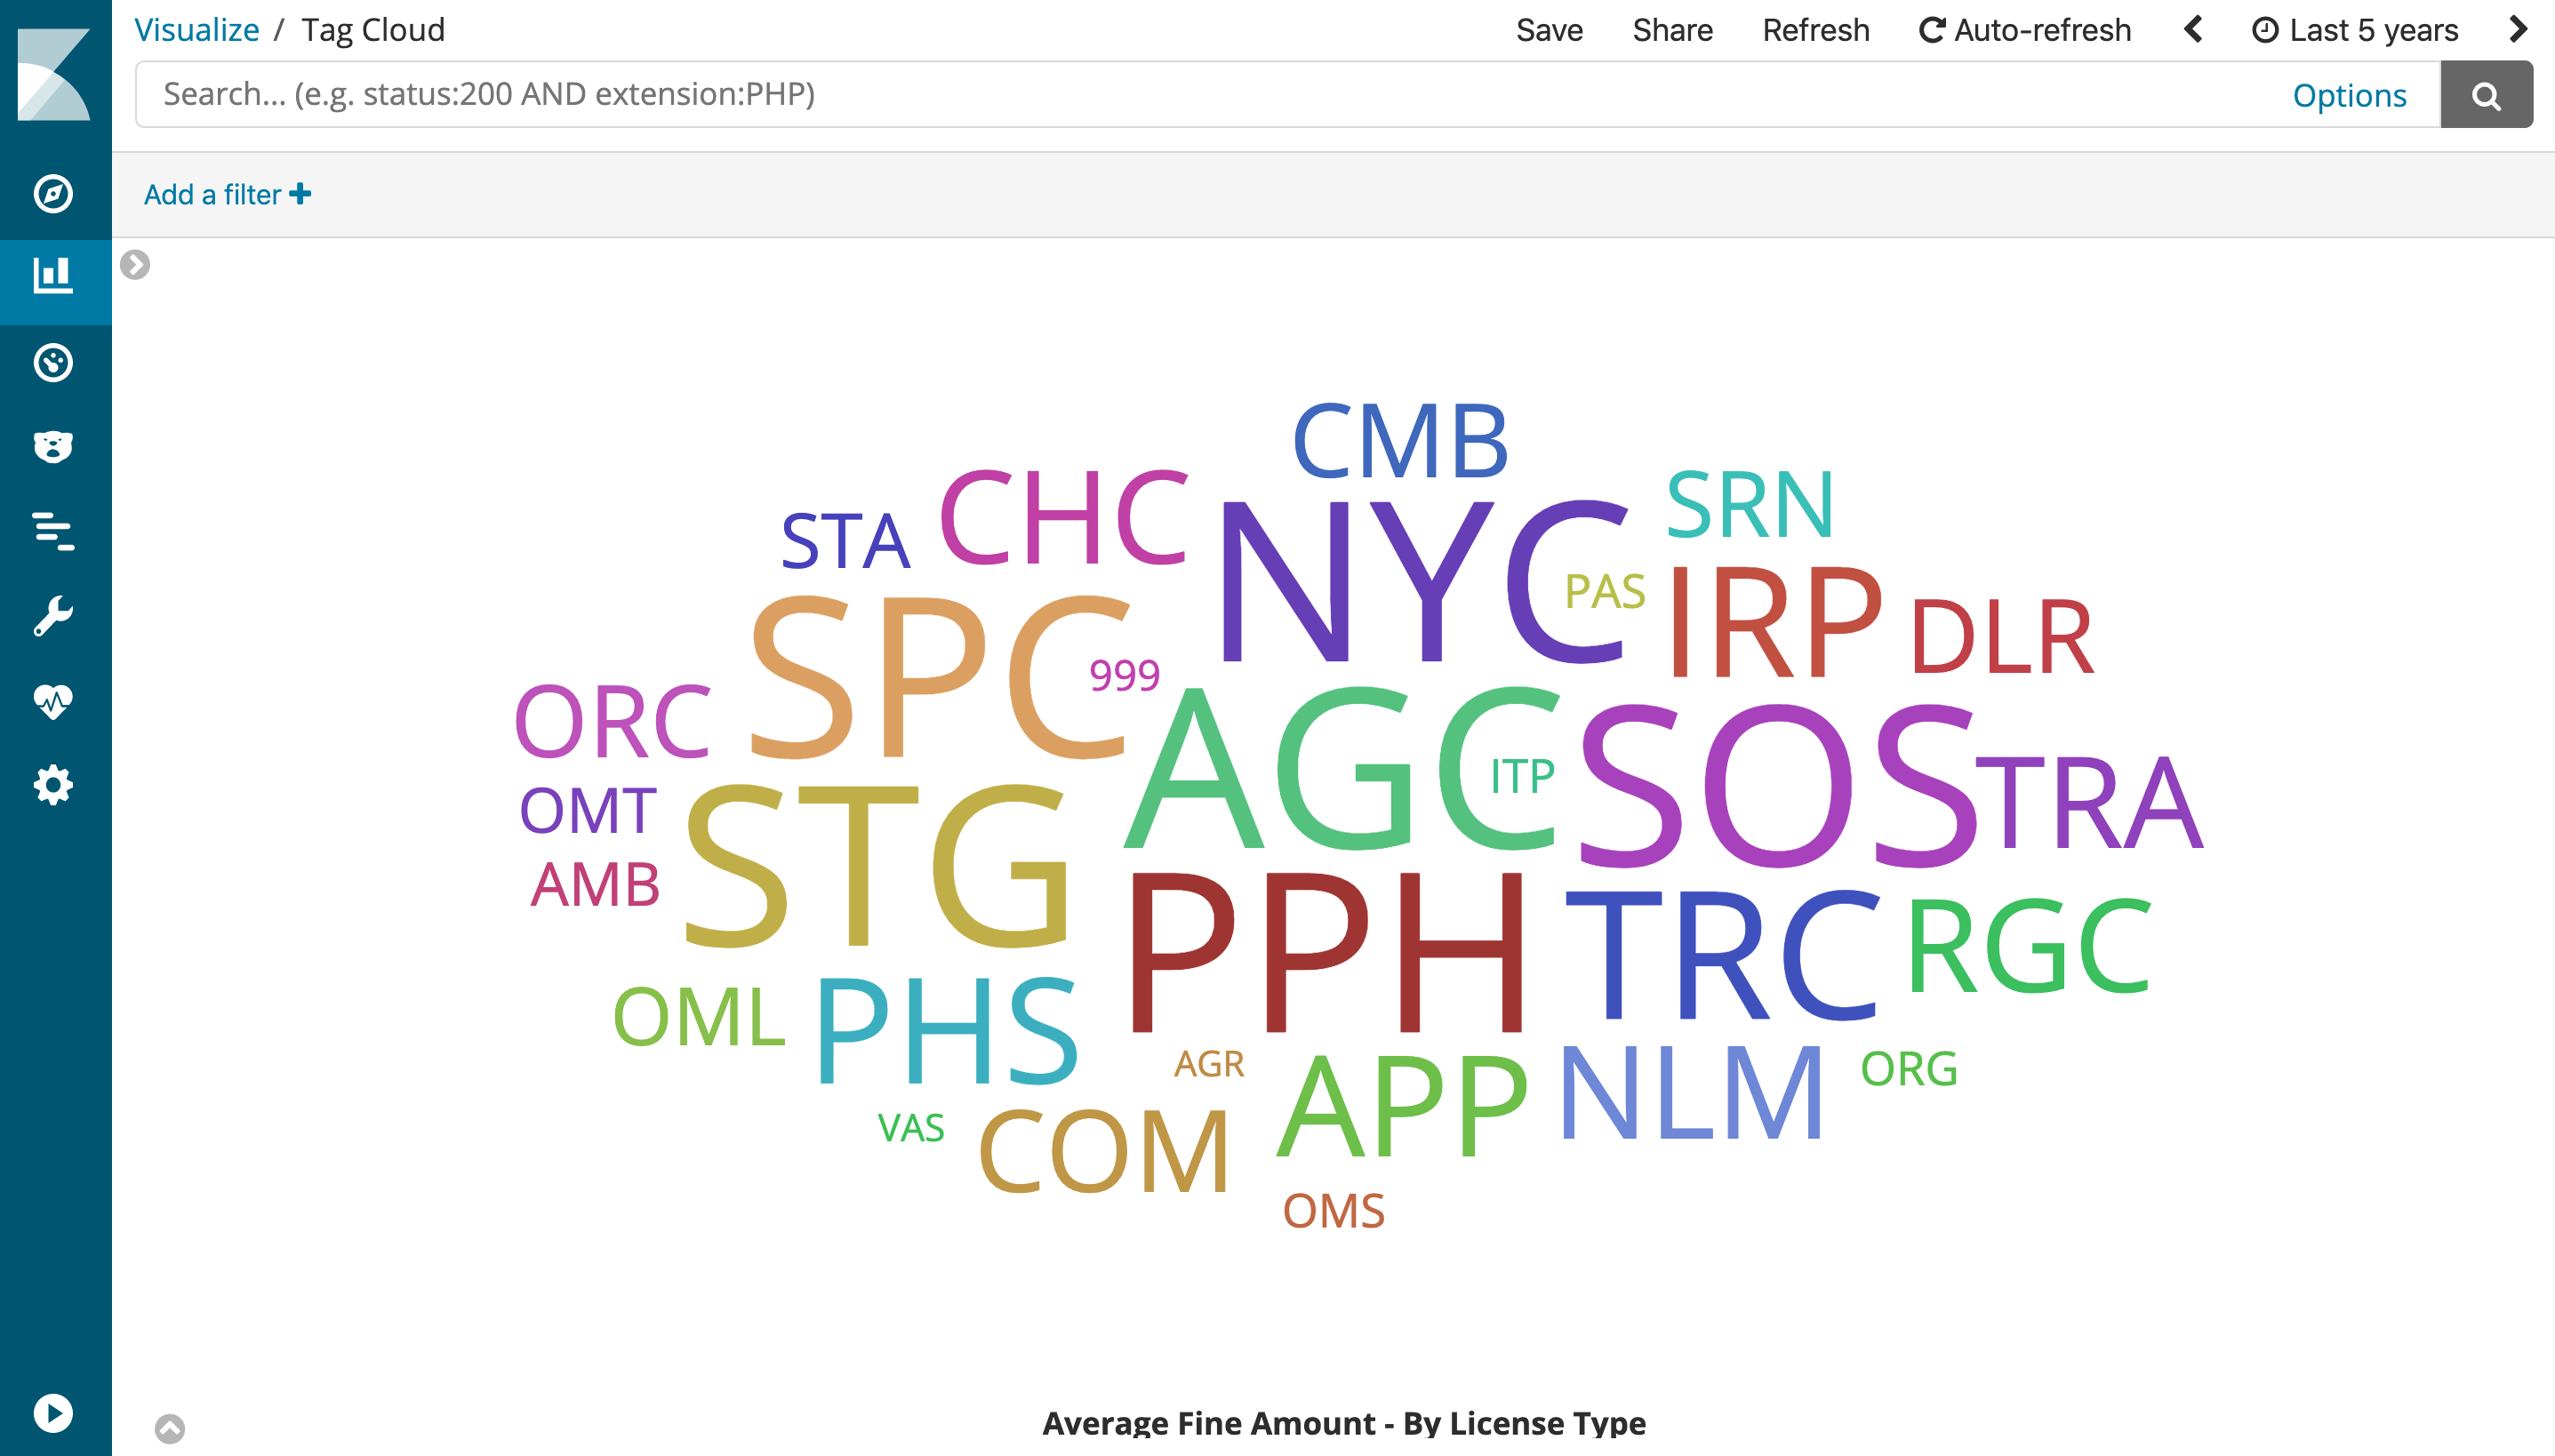 Visualize / Tag Cloud
Save Share Refresh Auto-refresh Last 5 years
Search... (e.g. status:200 AND extension:PHP) Options
Add a filter
CMB
STA CHC NYC SRN
SPC PAS IRP DLR
999
ORC AGC SOS
OMT STG ITP TRA
AMB PPH TRC RGC
OML PHS
AGR APP NLM ORG
VAS COM
OMS
Average Fine Amount - By License Type